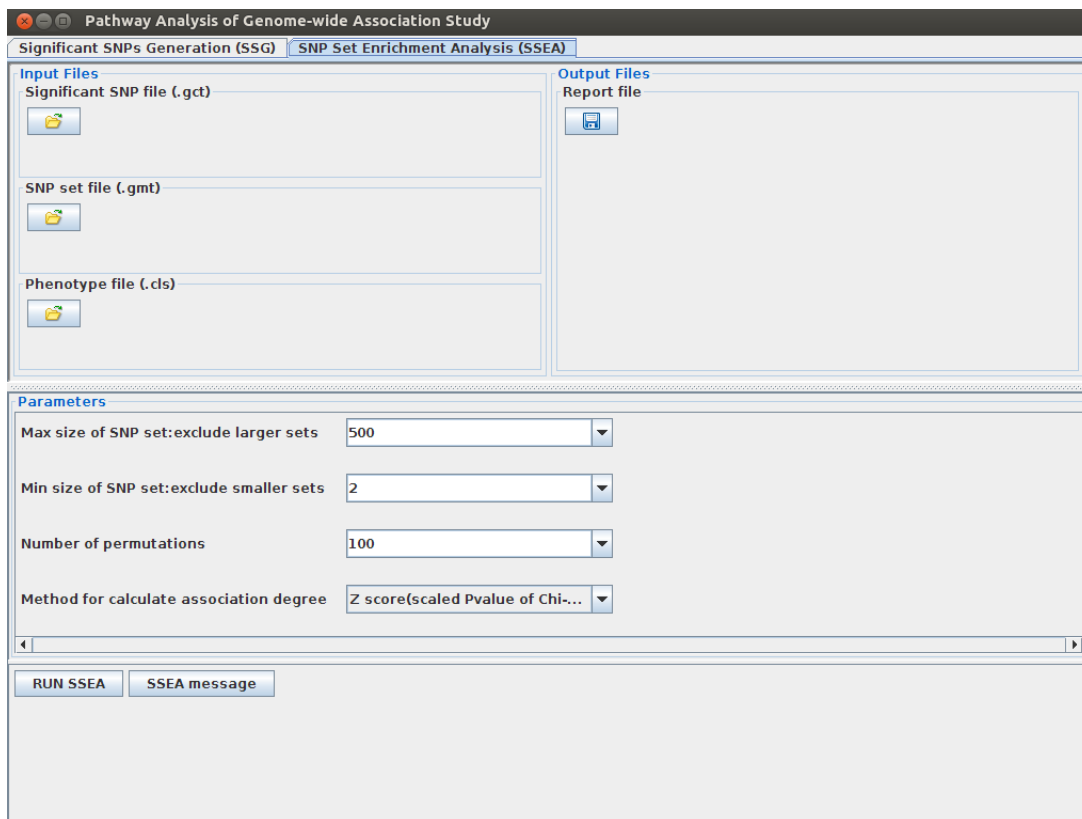 Pathway Analysis of Genome-wide Association Study
Significant SNPs Generation (SSG) SNP Set Enrichment Analysis (SSEA)
Input Files
Significant SNP file (.gct)
SNP set file (.gmt)
Phenotype file (.cls)
Output Files
Report file
Parameters
Max size of SNP set:exclude larger sets 500
Min size of SNP set:exclude smaller sets 2
Number of permutations 100
Method for calculate association degree Z score(scaled Pvalue of Chi-...
RUN SSEA SSEA message